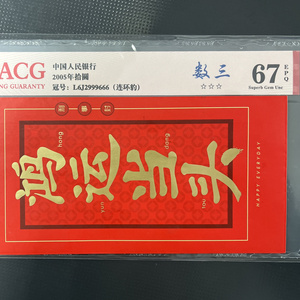 ACG
NG GUARANTY
中国人民银行
2005年拾圆
冠号：L6J2999666（连环豹）
数三
☆☆☆
67
EPQ
Superb Gem Unc
鸿运当头
hong
yun
tou
HAPPY EVERYDAY